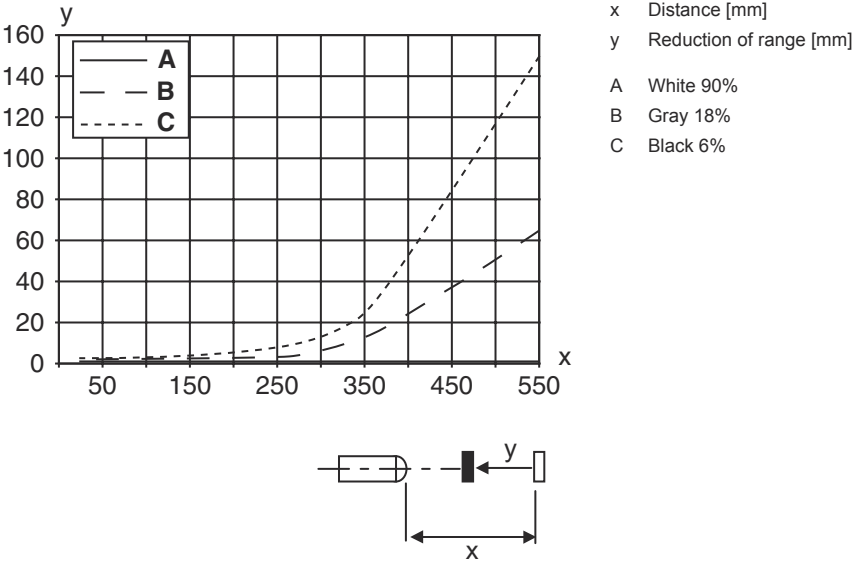 y
160
140
120
100
80
60
40
20
0
A
B
C
50 150 250 350 450 550
x
x Distance [mm]
y Reduction of range [mm]
A White 90%
B Gray 18%
C Black 6%
y
x